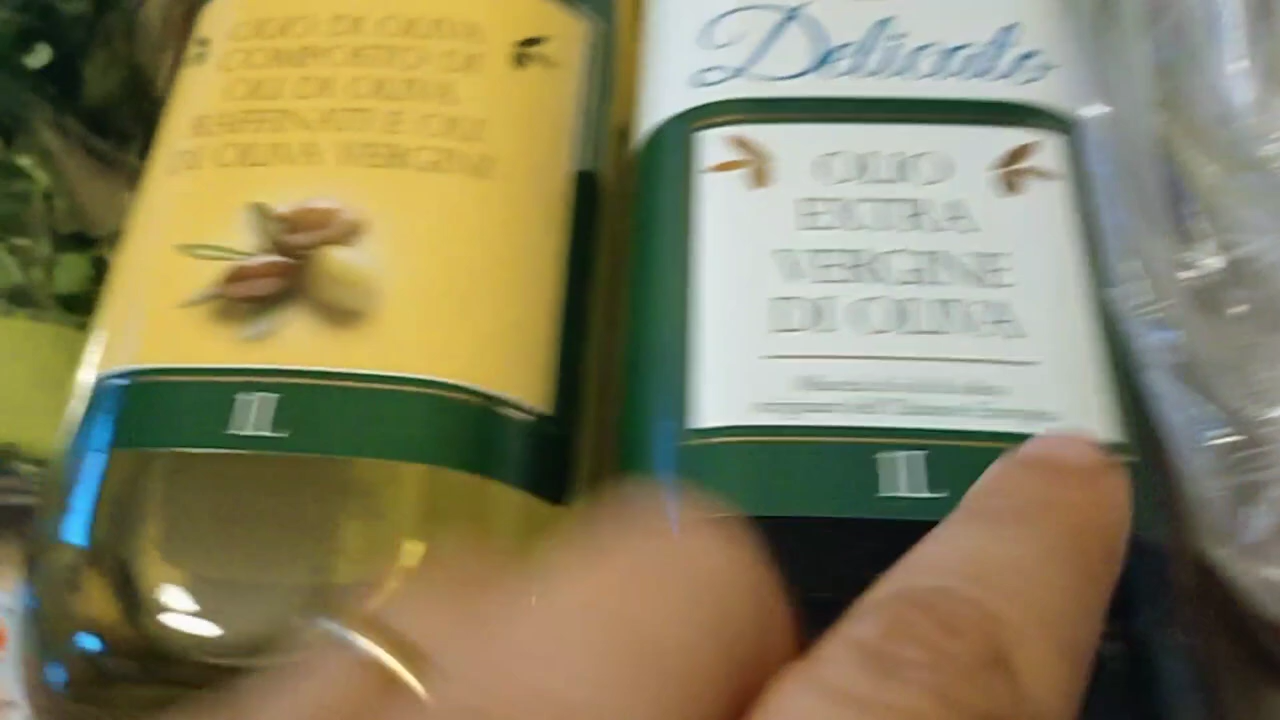 OLIO DI OLIVA
COMPOSTO DI
OLI DI OLIVA
RAFFINATI E OLI
DI OLIVA VERGINI
1L
Delicato
OLIO
EXTRA
VERGINE
DI OLIVA
1L